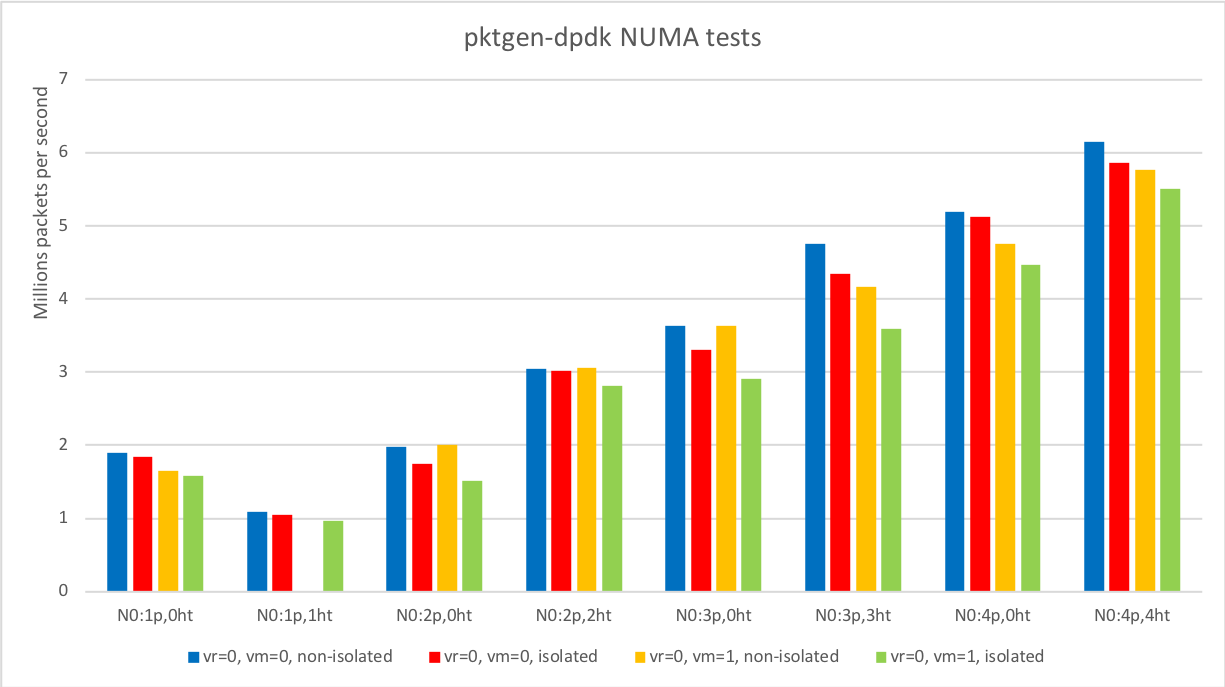 pktgen-dpdk NUMA tests
Millions packets per second
7
6
5
4
3
2
1
0
N0:1p,0ht N0:1p,1ht N0:2p,0ht N0:2p,2ht N0:3p,0ht N0:3p,3ht N0:4p,0ht N0:4p,4ht
vr=0, vm=0, non-isolated vr=0, vm=0, isolated vr=0, vm=1, non-isolated vr=0, vm=1, isolated